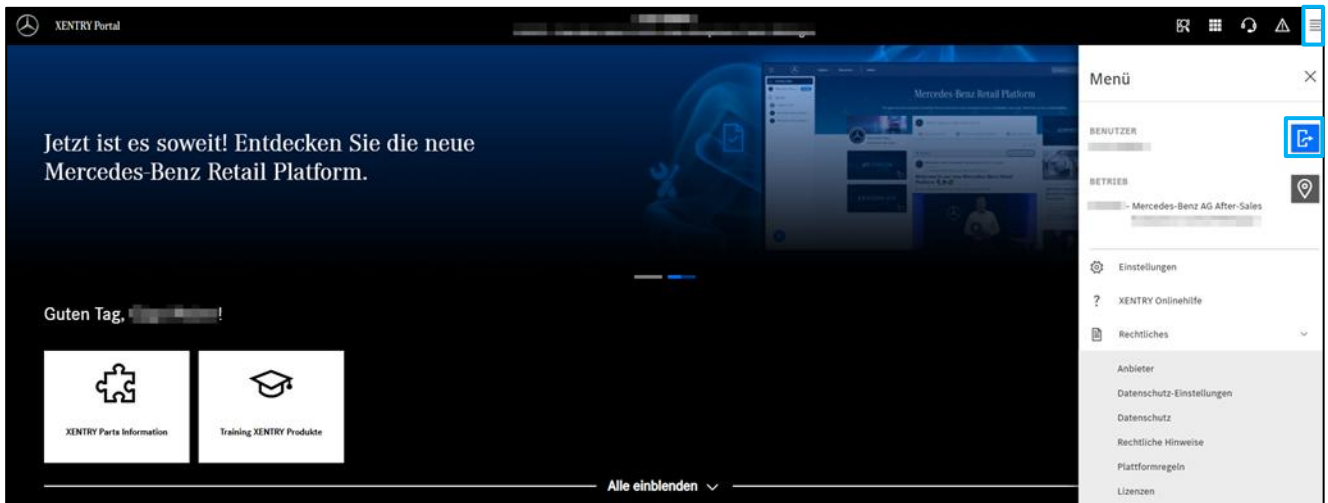 XENTRY Portal
Menü
Mercedes-Benz Retail Platform
BENUTZER
Jetzt ist es soweit! Entdecken Sie die neue
Mercedes-Benz Retail Platform.
BETRIEB
- Mercedes-Benz AG After-Sales
Einstellungen
? XENTRY Onlinehilfe
Rechtliches
Anbieter
Datenschutz-Einstellungen
Datenschutz
Rechtliche Hinweise
Plattformregeln
Lizenzen
Guten Tag, !
XENTRY Parts Information
Training XENTRY Produkte
Alle einblenden